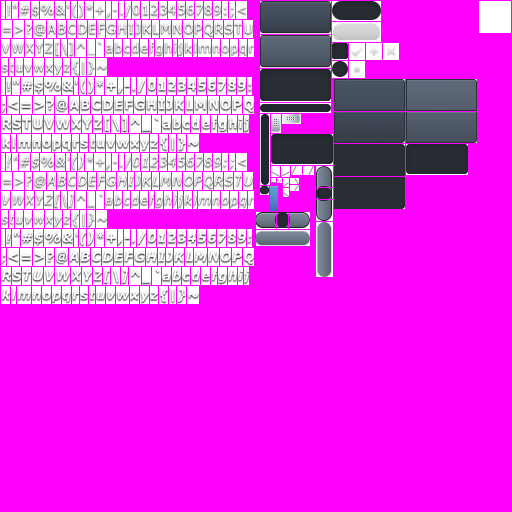 !"#$%&'()*+,-./0123456789:;<
=>?@ABCDEFGHIJKLMNOPQRSTU
VWXYZ[\]^_`abcdefghijklmnopqr
stuvwxyz{|}~
!"#$%&'()*+,-./0123456789:
;<=>?@ABCDEFGHIJKLMNOPQ
RSTUVWXYZ[\]^_`abcdefghij
klmnopqrstuvwxyz{|}~
!"#$%&'()*+,-./0123456789:;<
=>?@ABCDEFGHIJKLMNOPQRSTU
VWXYZ[\]^_`abcdefghijklmnopqr
stuvwxyz{|}~
!"#$%&'()*+,-./0123456789:
;<=>?@ABCDEFGHIJKLMNOPQ
RSTUVWXYZ[\]^_`abcdefghij
klmnopqrstuvwxyz{|}~